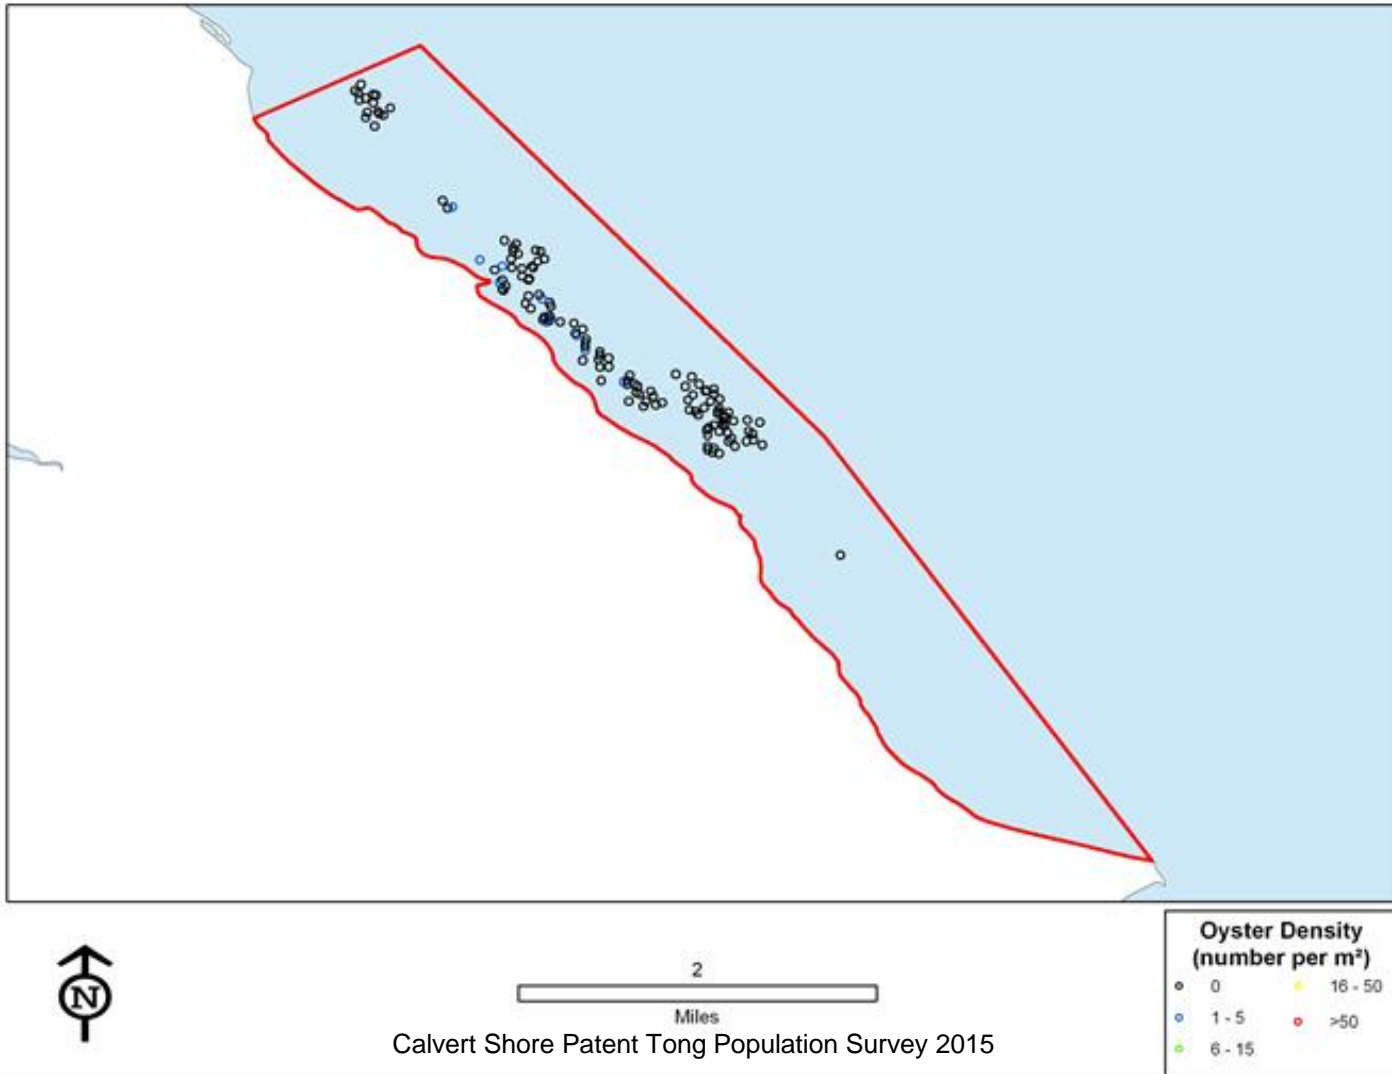 N
2
Miles
Calvert Shore Patent Tong Population Survey 2015
Oyster Density
(number per m²)
0
16 - 50
1 - 5
>50
6 - 15